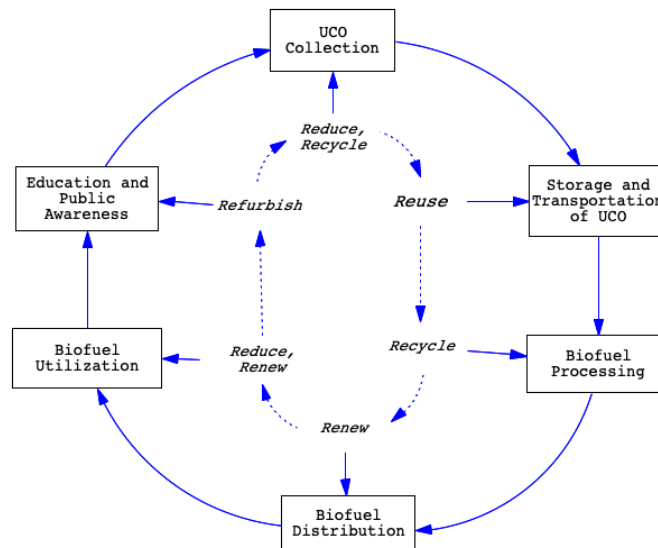 UCO
Collection
Reduce,
Recycle
Education and
Public
Awareness
Refurbish
Reuse
Storage and
Transportation
of UCO
Biofuel
Utilization
Reduce,
Renew
Recycle
Biofuel
Processing
Renew
Biofuel
Distribution